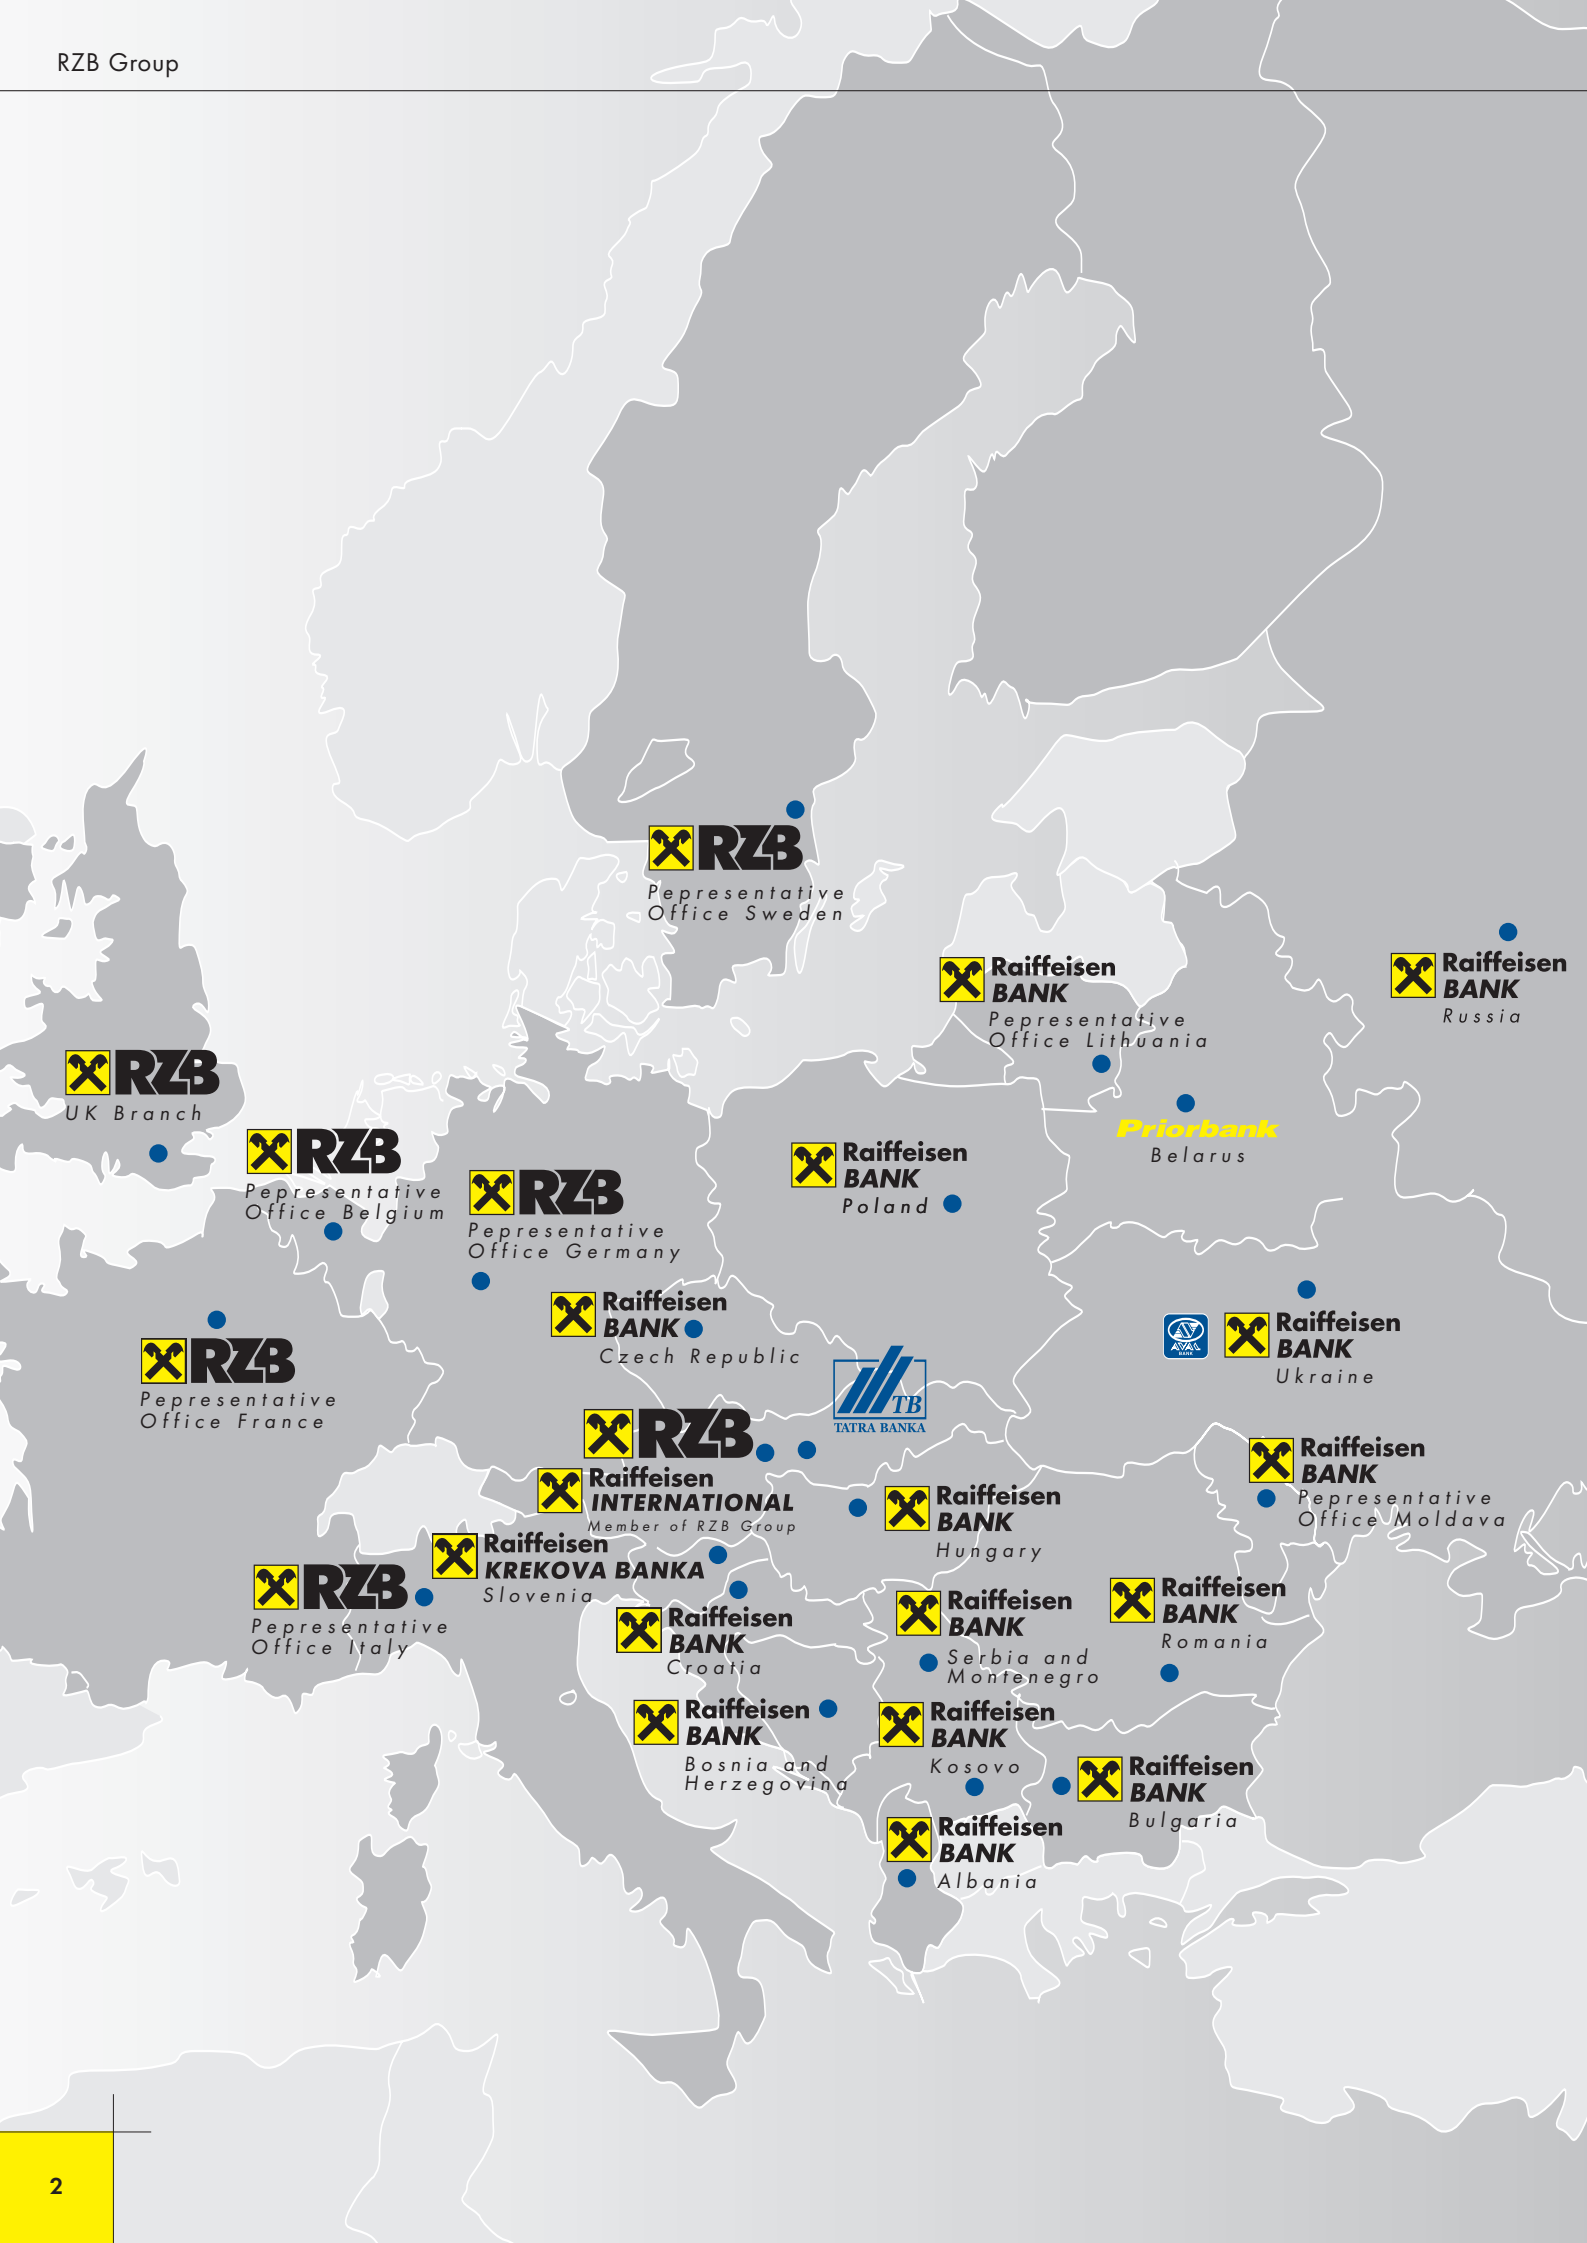 RZB Group
RZB
Pepresentative
Office Sweden
Raiffeisen
BANK
Pepresentative
Office Lithuania
Raiffeisen
BANK
Russia
RZB
UK Branch
Priorbank
Belarus
RZB
Pepresentative
Office Belgium
RZB
Pepresentative
Office Germany
Raiffeisen
BANK
Poland
Raiffeisen
BANK
Czech Republic
AVAL
BANK
Raiffeisen
BANK
Ukraine
RZB
Pepresentative
Office France
TB
TATRA BANKA
RZB
Raiffeisen
INTERNATIONAL
Member of RZB Group
Raiffeisen
BANK
Pepresentative
Office Moldava
Raiffeisen
BANK
Hungary
Raiffeisen
KREKOVA BANKA
Slovenia
RZB
Pepresentative
Office Italy
Raiffeisen
BANK
Croatia
Raiffeisen
BANK
Serbia and
Montenegro
Raiffeisen
BANK
Romania
Raiffeisen
BANK
Bosnia and
Herzegovina
Raiffeisen
BANK
Kosovo
Raiffeisen
BANK
Bulgaria
Raiffeisen
BANK
Albania
2